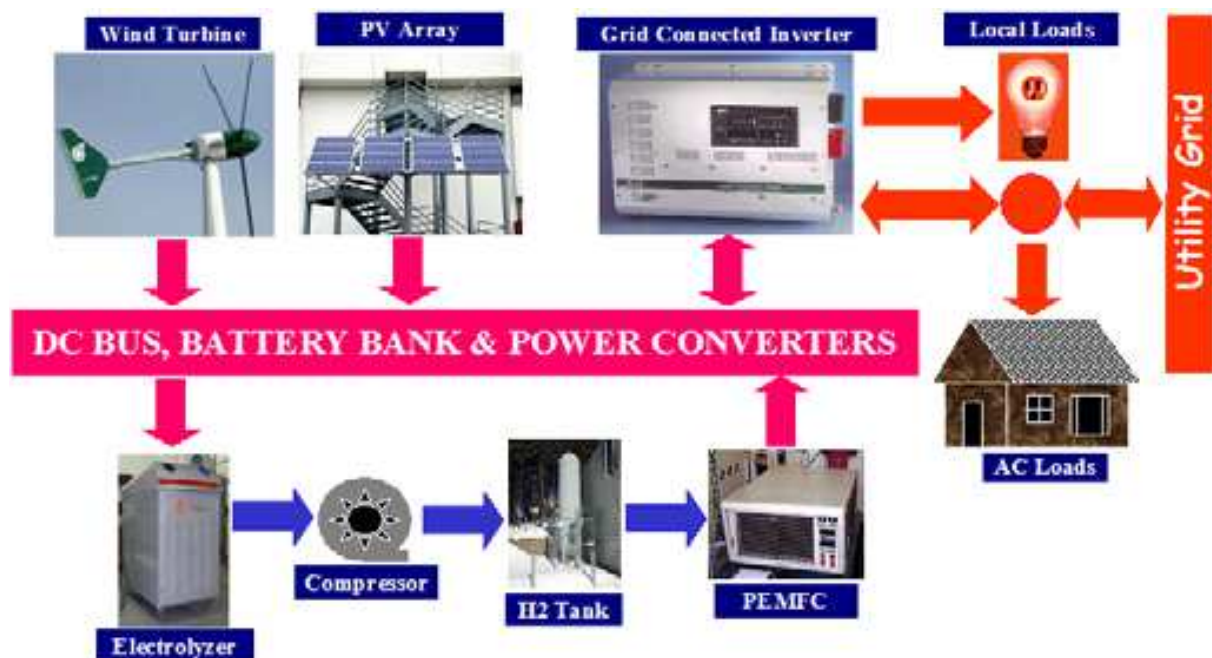 Wind Turbine
PV Array
Grid Connected Inverter
Local Loads
Utility Grid
DC BUS, BATTERY BANK & POWER CONVERTERS
AC Loads
Compressor
H2 Tank
PEMFC
Electrolyzer